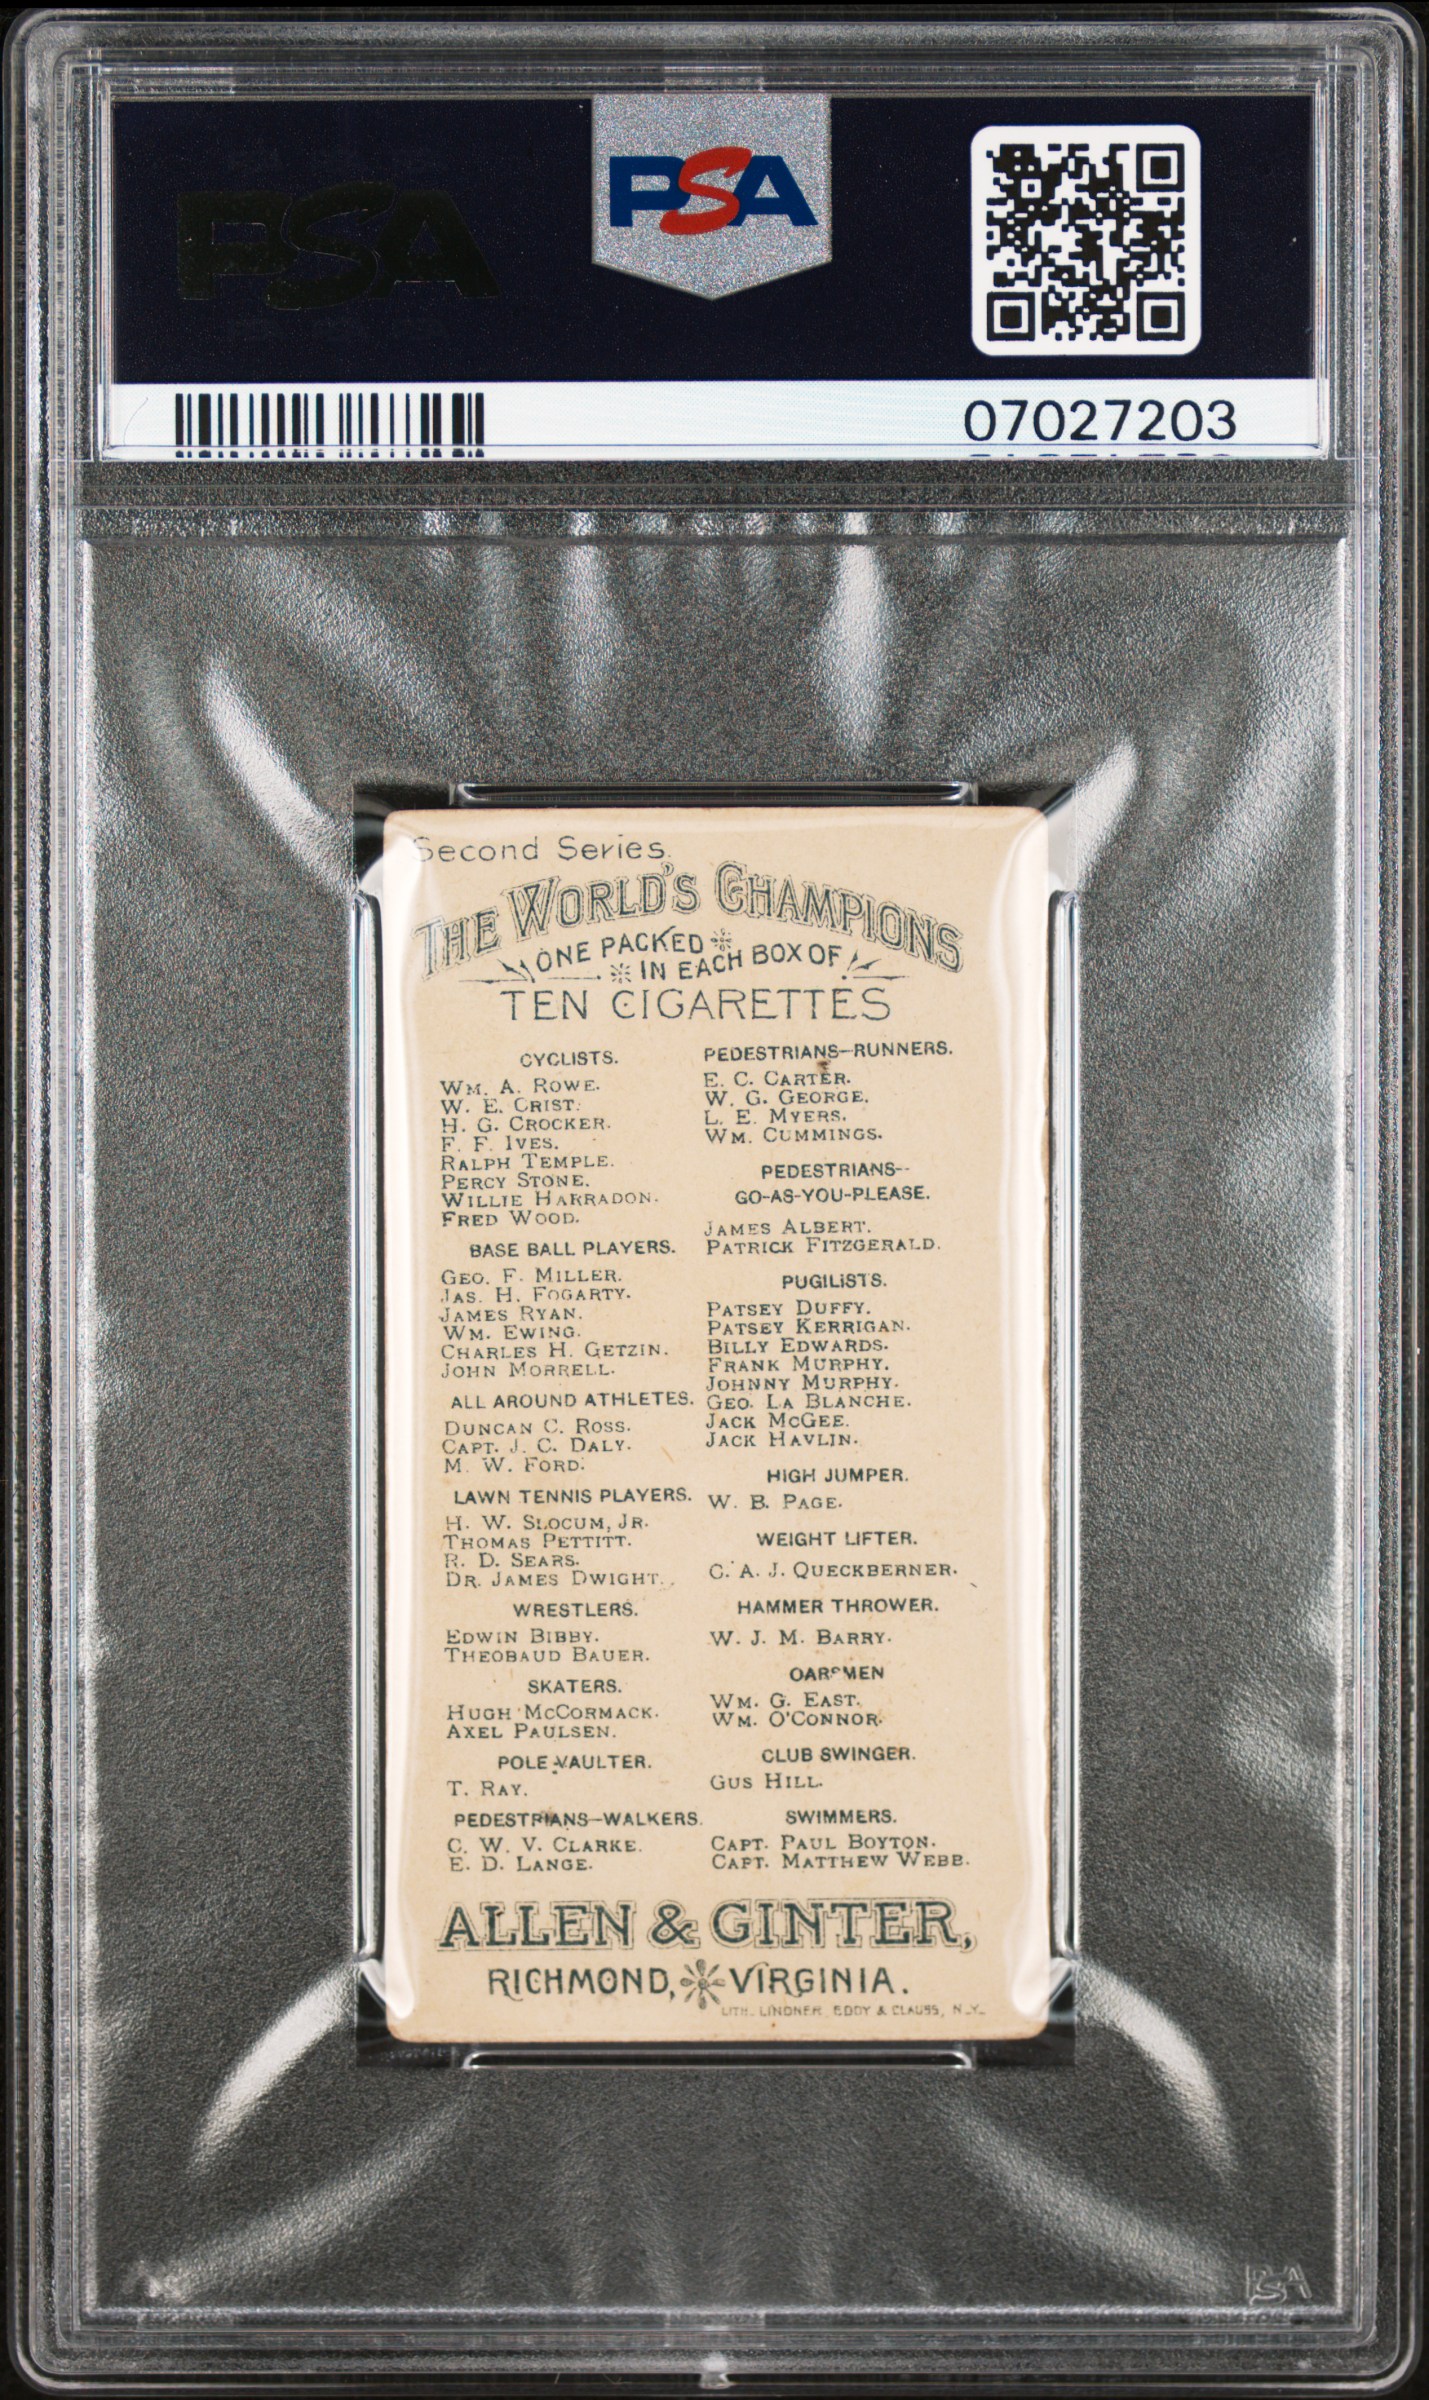 PSA
PSA
07027203
Second Series.
THE WORLD'S CHAMPIONS
ONE PACKED
IN EACH BOX OF
TEN CIGARETTES
CYCLISTS.
WM. A. ROWE.
W. E. CRIST.
H. G. CROCKER.
F. F. IVES.
RALPH TEMPLE.
PERCY STONE.
WILLIE HARRADON.
FRED WOOD.
BASE BALL PLAYERS.
GEO. F. MILLER.
JAS. H. FOGARTY.
JAMES RYAN.
WM. EWING.
CHARLES H. GETZIN.
JOHN MORRELL.
ALL AROUND ATHLETES.
DUNCAN C. ROSS.
CAPT. J. C. DALY.
M. W. FORD.
LAWN TENNIS PLAYERS.
H. W. SLOCUM, JR.
THOMAS PETTITT.
R. D. SEARS.
DR. JAMES DWIGHT.
WRESTLERS.
EDWIN BIBBY.
THEOBAUD BAUER.
SKATERS.
HUGH McCORMACK.
AXEL PAULSEN.
POLE VAULTER.
T. RAY.
PEDESTRIANS-WALKERS.
C. W. V. CLARKE.
E. D. LANGE.
PEDESTRIANS-RUNNERS.
E. C. CARTER.
W. G. GEORGE.
L. E. MYERS.
WM. CUMMINGS.
PEDESTRIANS--
GO-AS-YOU-PLEASE.
JAMES ALBERT.
PATRICK FITZGERALD.
PUGILISTS.
PATSEY DUFFY.
PATSEY KERRIGAN.
BILLY EDWARDS.
FRANK MURPHY.
JOHNNY MURPHY.
GEO. LA BLANCHE.
JACK McGEE.
JACK HAVLIN.
HIGH JUMPER.
W. B. PAGE.
WEIGHT LIFTER.
C. A. J. QUECKBERNER.
HAMMER THROWER.
W. J. M. BARRY.
OARSMEN
WM. G. EAST.
WM. O'CONNOR.
CLUB SWINGER.
GUS HILL.
SWIMMERS.
CAPT. PAUL BOYTON.
CAPT. MATTHEW WEBB.
ALLEN & GINTER,
RICHMOND, VIRGINIA.
LITH. LINDNER, EDDY & CLAUSS, N.Y.
PSA